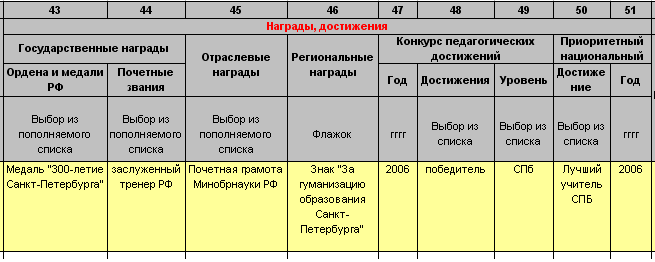 43 44 45 46 47 48 49 50 51
Награды, достижения
Государственные награды Отраслевые награды Региональные награды Конкурс педагогических достижений Приоритетный национальный
Ордена и медали РФ Почетные звания Год Достижения Уровень Достиже ние Год
Выбор из пополняемого списка Выбор из пополняемого списка Выбор из пополняемого списка Флажок гггг Выбор из списка Выбор из списка Выбор из списка гггг
Медаль "300-летие Санкт-Петербурга" заслуженный тренер РФ Почетная грамота Минобрнауки РФ Знак "За гуманизацию образования Санкт-Петербурга" 2006 победитель СПб Лучший учитель СПБ 2006